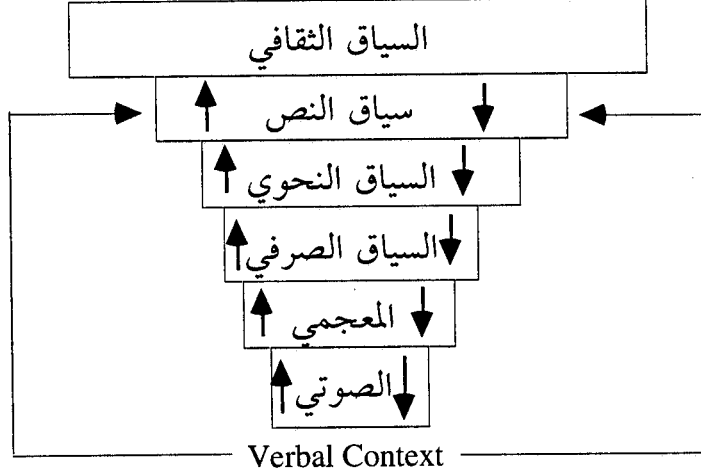 السياق الثقافي
سياق النص
السياق النحوي
السياق الصرفي
المعجمي
الصوتي
Verbal Context